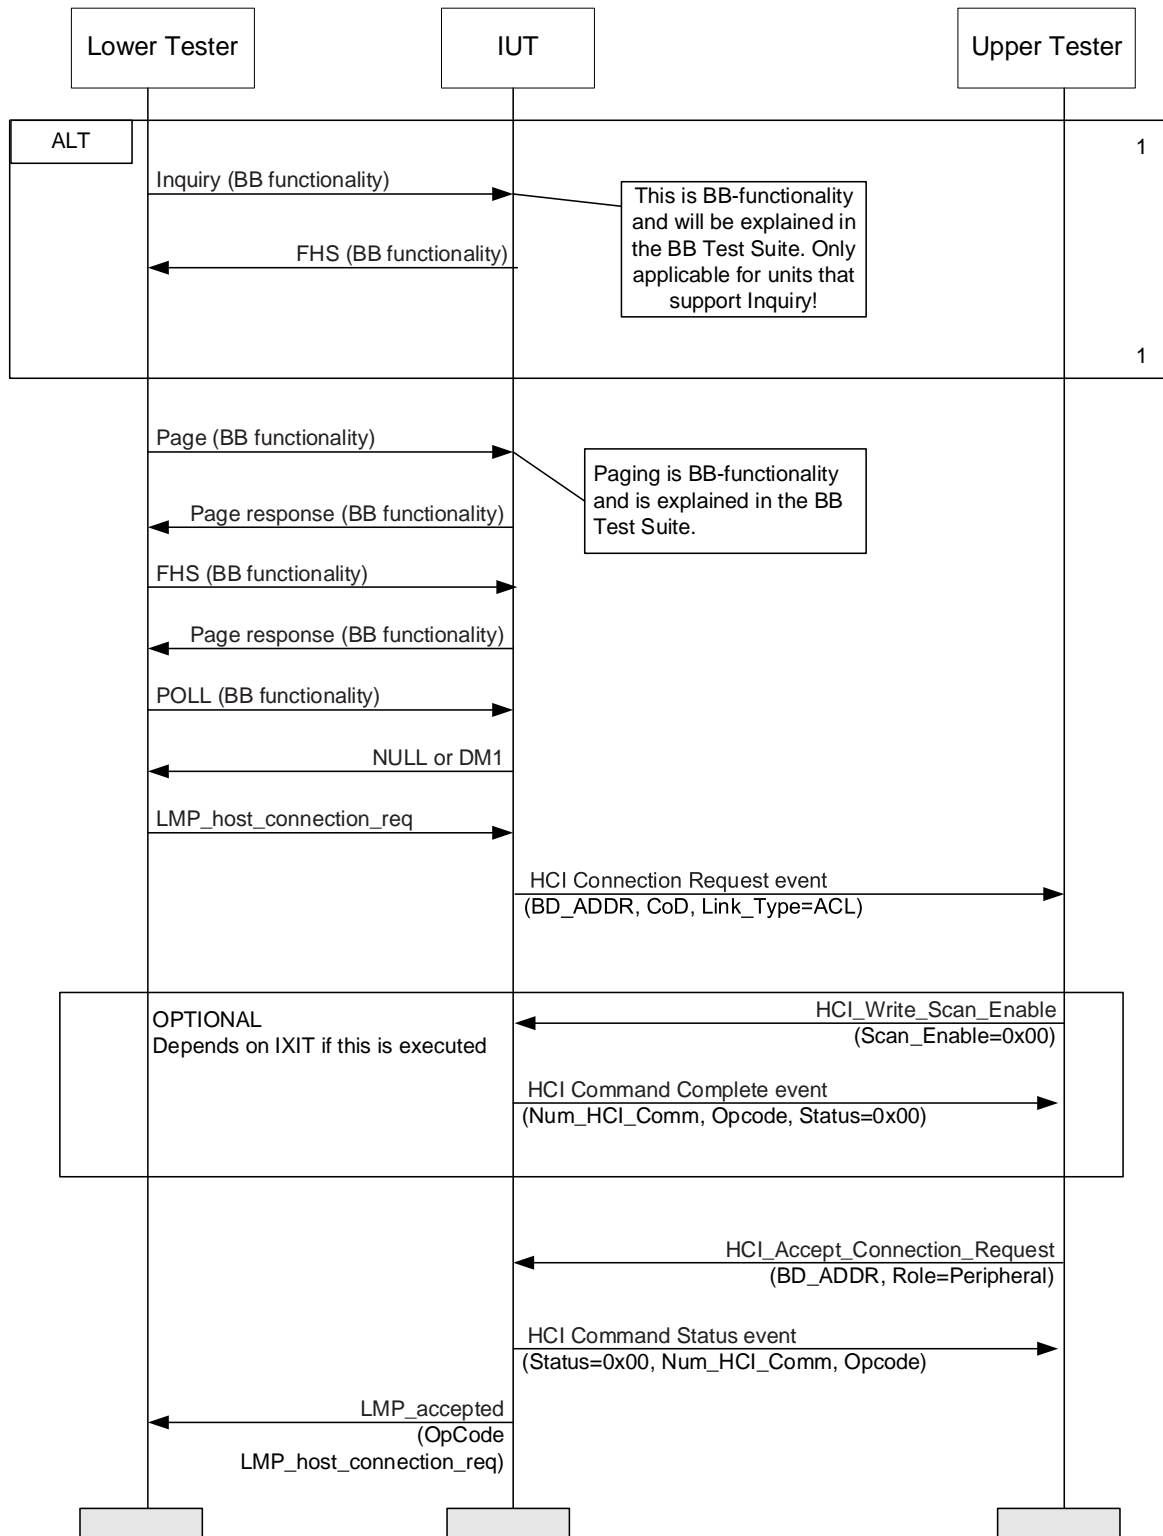 Lower Tester
IUT
Upper Tester
ALT
1
Inquiry (BB functionality)
This is BB-functionality
and will be explained in
the BB Test Suite. Only
applicable for units that
support Inquiry!
FHS (BB functionality)
1
Page (BB functionality)
Paging is BB-functionality
and is explained in the BB
Test Suite.
Page response (BB functionality)
FHS (BB functionality)
Page response (BB functionality)
POLL (BB functionality)
NULL or DM1
LMP_host_connection_req
HCI Connection Request event
(BD_ADDR, CoD, Link_Type=ACL)
OPTIONAL
Depends on IXIT if this is executed
HCI_Write_Scan_Enable
(Scan_Enable=0x00)
HCI Command Complete event
(Num_HCI_Comm, Opcode, Status=0x00)
HCI_Accept_Connection_Request
(BD_ADDR, Role=Peripheral)
HCI Command Status event
(Status=0x00, Num_HCI_Comm, Opcode)
LMP_accepted
(OpCode
LMP_host_connection_req)